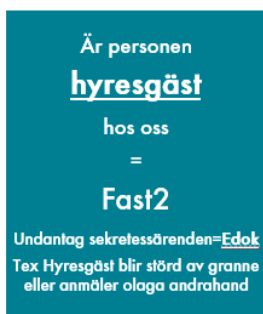 Är personen
hyresgäst
hos oss
=
Fast2
Undantag sekretessärenden=Edok
Tex Hyresgäst blir störd av granne
eller anmäler olaga andrahand